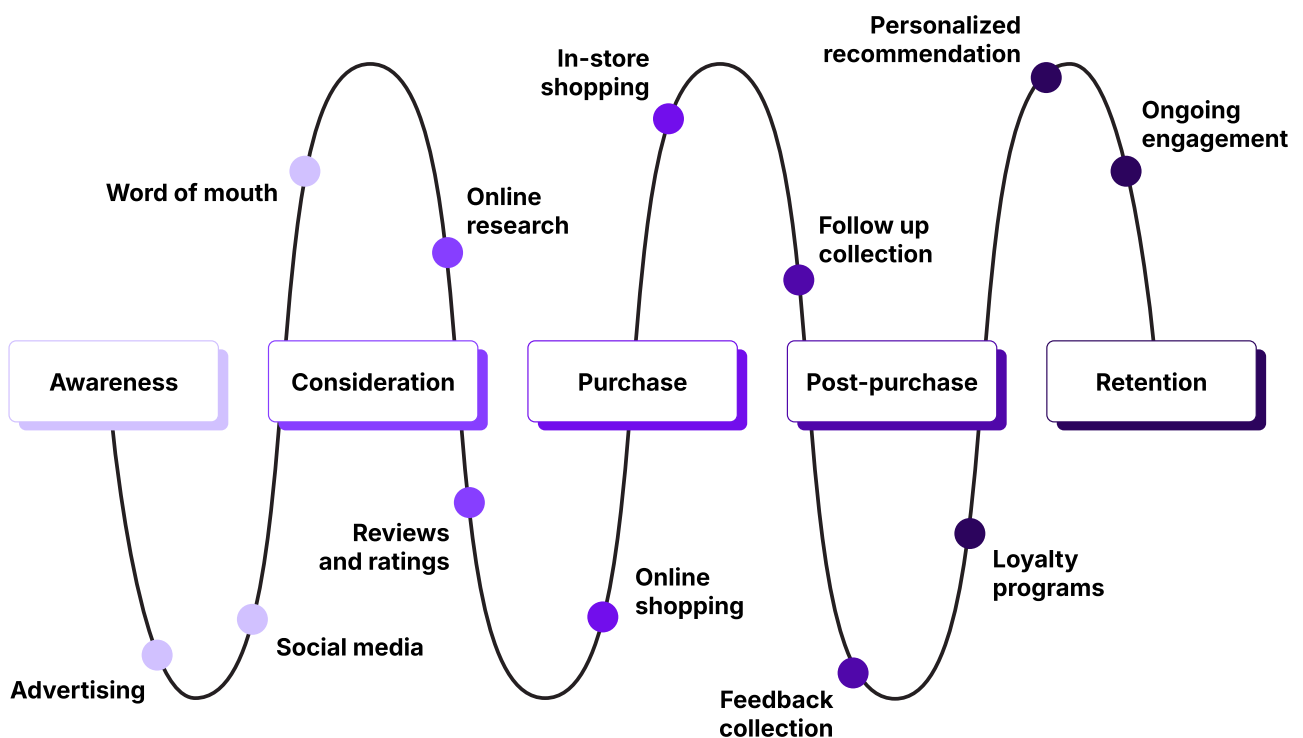 Personalized
recommendation
In-store
shopping
Ongoing
engagement
Word of mouth
Online
research
Follow up
collection
Awareness
Consideration
Purchase
Post-purchase
Retention
Reviews
and ratings
Loyalty
programs
Online
shopping
Social media
Advertising
Feedback
collection